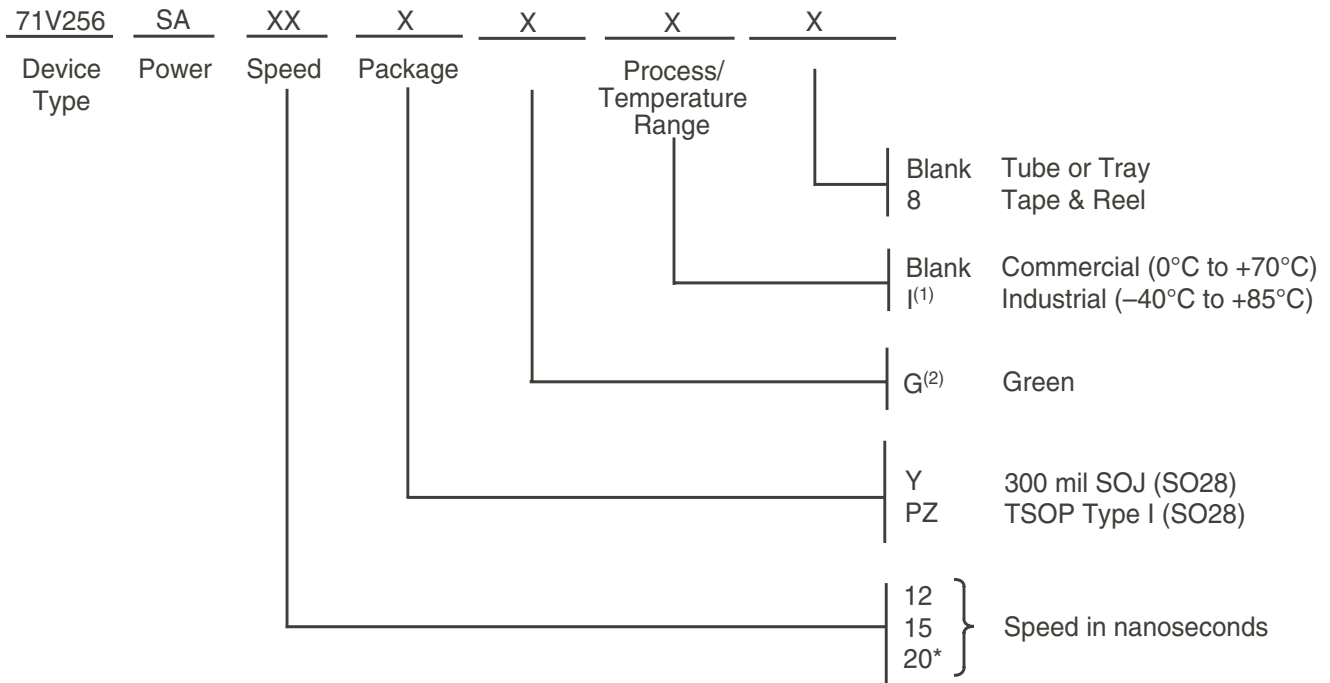 71V256 SA XX X X X X
Device Type Power Speed Package Process/ Temperature Range
Blank Tube or Tray
8 Tape & Reel
Blank Commercial (0°C to +70°C)
I(1) Industrial (–40°C to +85°C)
G(2) Green
Y 300 mil SOJ (SO28)
PZ TSOP Type I (SO28)
12
15 Speed in nanoseconds
20*